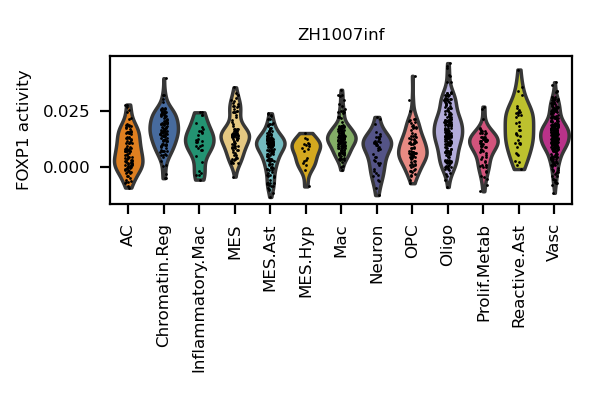 ZH1007inf
FOXP1 activity
0.025
0.000
AC
Chromatin.Reg
Inflammatory.Mac
MES
MES.Ast
MES.Hyp
Mac
Neuron
OPC
Oligo
Prolif.Metab
Reactive.Ast
Vasc